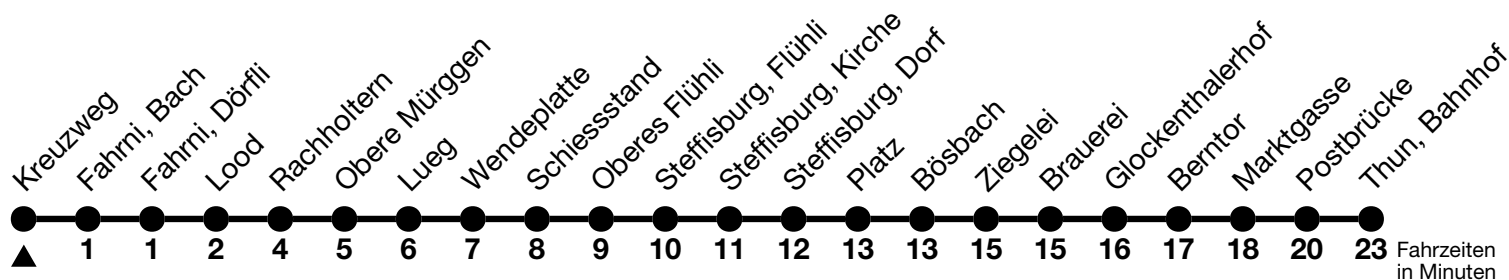 Kreuzweg
Fahrni, Bach
Fahrni, Dörfli
Lood
Rachholtern
Obere Mürggen
Lueg
Wendeplatte
Schiessstand
Oberes Flühli
Steffisburg, Flühli
Steffisburg, Kirche
Steffisburg, Dorf
Platz
Bösbach
Ziegelei
Brauerei
Glockenthalerhof
Berntor
Marktgasse
Postbrücke
Thun, Bahnhof
1 1 2 4 5 6 7 8 9 10 11 12 13 13 15 15 16 17 18 20 23 Fahrzeiten
in Minuten